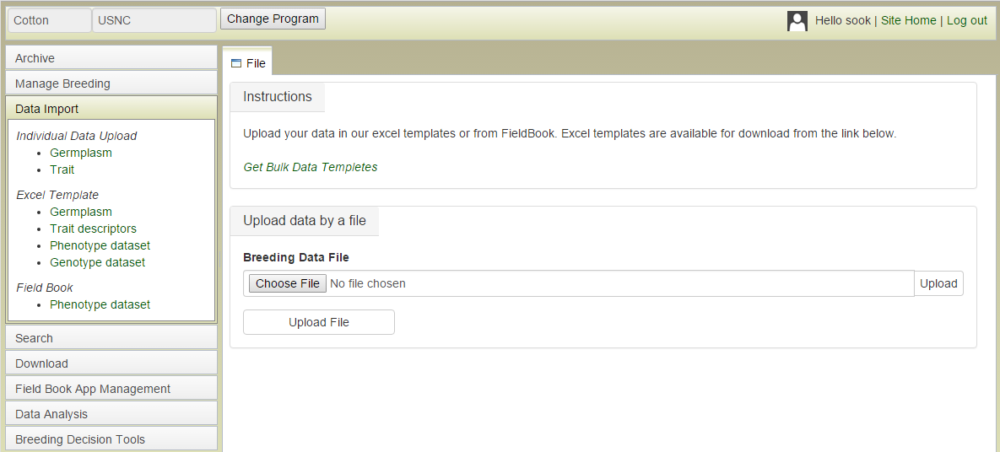 Cotton USNC Change Program Hello sook | Site Home | Log out
Archive
Manage Breeding
Data Import
Individual Data Upload
Germplasm
Trait
Excel Template
Germplasm
Trait descriptors
Phenotype dataset
Genotype dataset
Field Book
Phenotype dataset
Search
Download
Field Book App Management
Data Analysis
Breeding Decision Tools
File
Instructions
Upload your data in our excel templates or from FieldBook. Excel templates are available for download from the link below.
Get Bulk Data Templetes
Upload data by a file
Breeding Data File
Choose File No file chosen Upload
Upload File